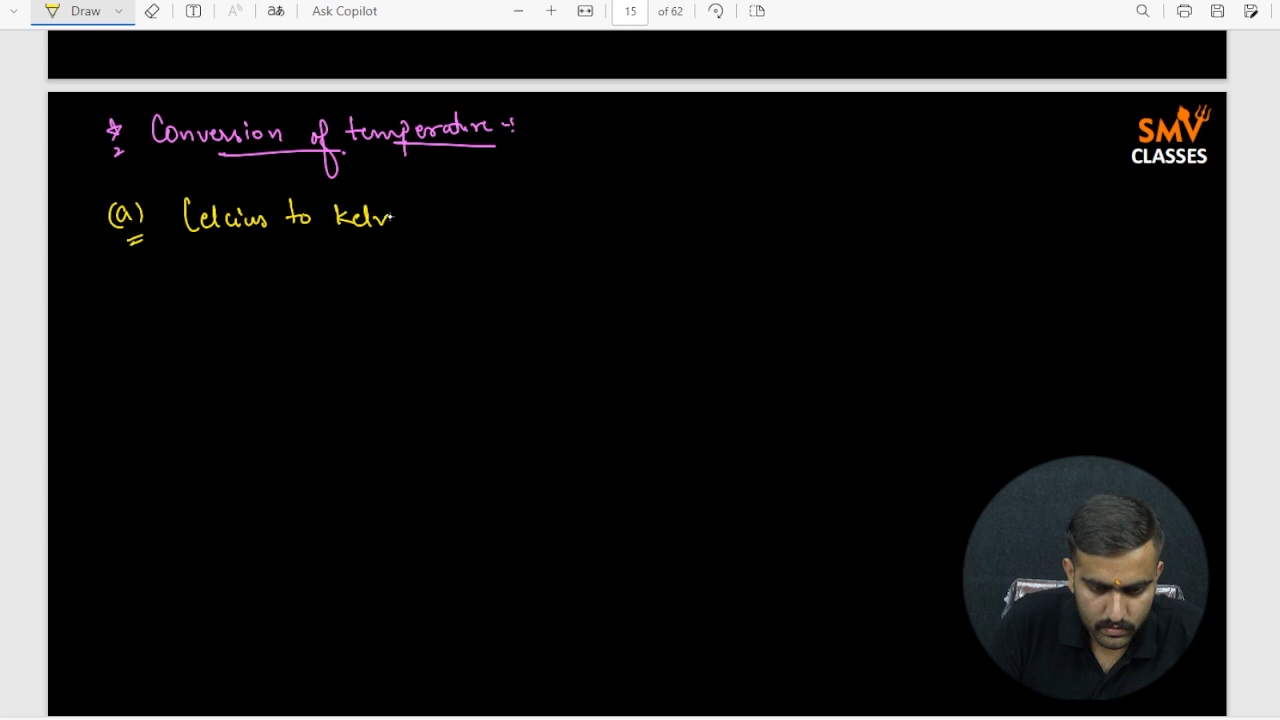 Draw Ask Copilot 15 of 62
* Conversion of temperature :
SMV
CLASSES
(a) Celcius to kelv